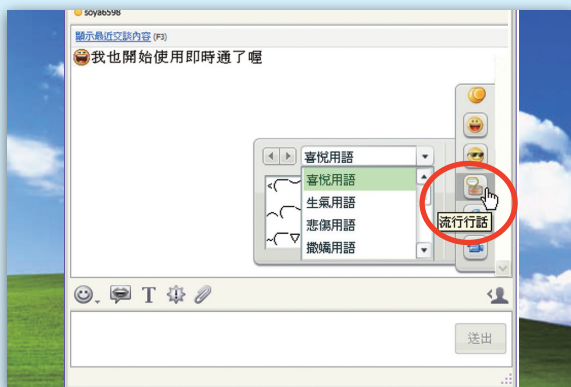 soya6598
顯示最近交談內容 (F3)
我也開始使用即時通了喔
喜悅用語
喜悅用語
生氣用語
悲傷用語
撒嬌用語
流行行話
T
送出